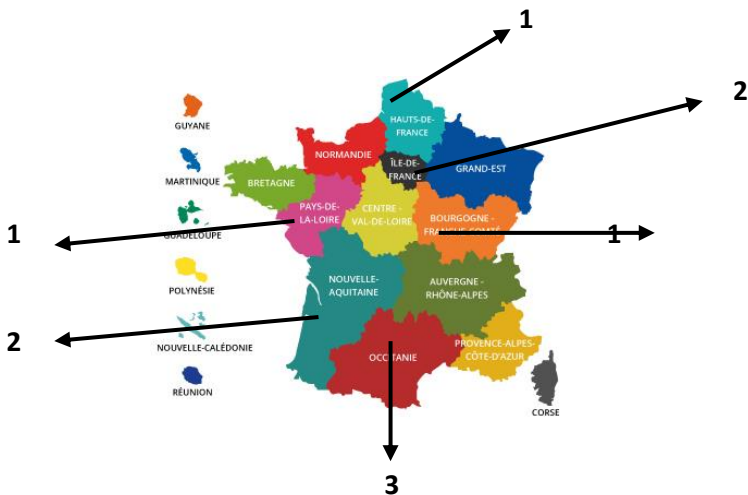 1
2
HAUTS-DE-
FRANCE
GUYANE
NORMANDIE
ÎLE-DE-
FRANCE
GRAND-EST
MARTINIQUE
BRETAGNE
PAYS-DE-
LA-LOIRE
CENTRE -
VAL-DE-LOIRE
BOURGOGNE -
FRANCHE-COMTÉ
1
GUADELOUPE
1
NOUVELLE-
AQUITAINE
AUVERGNE -
RHÔNE-ALPES
POLYNÉSIE
2
NOUVELLE-CALÉDONIE
OCCITANIE
PROVENCE-ALPES-
CÔTE-D'AZUR
RÉUNION
CORSE
3